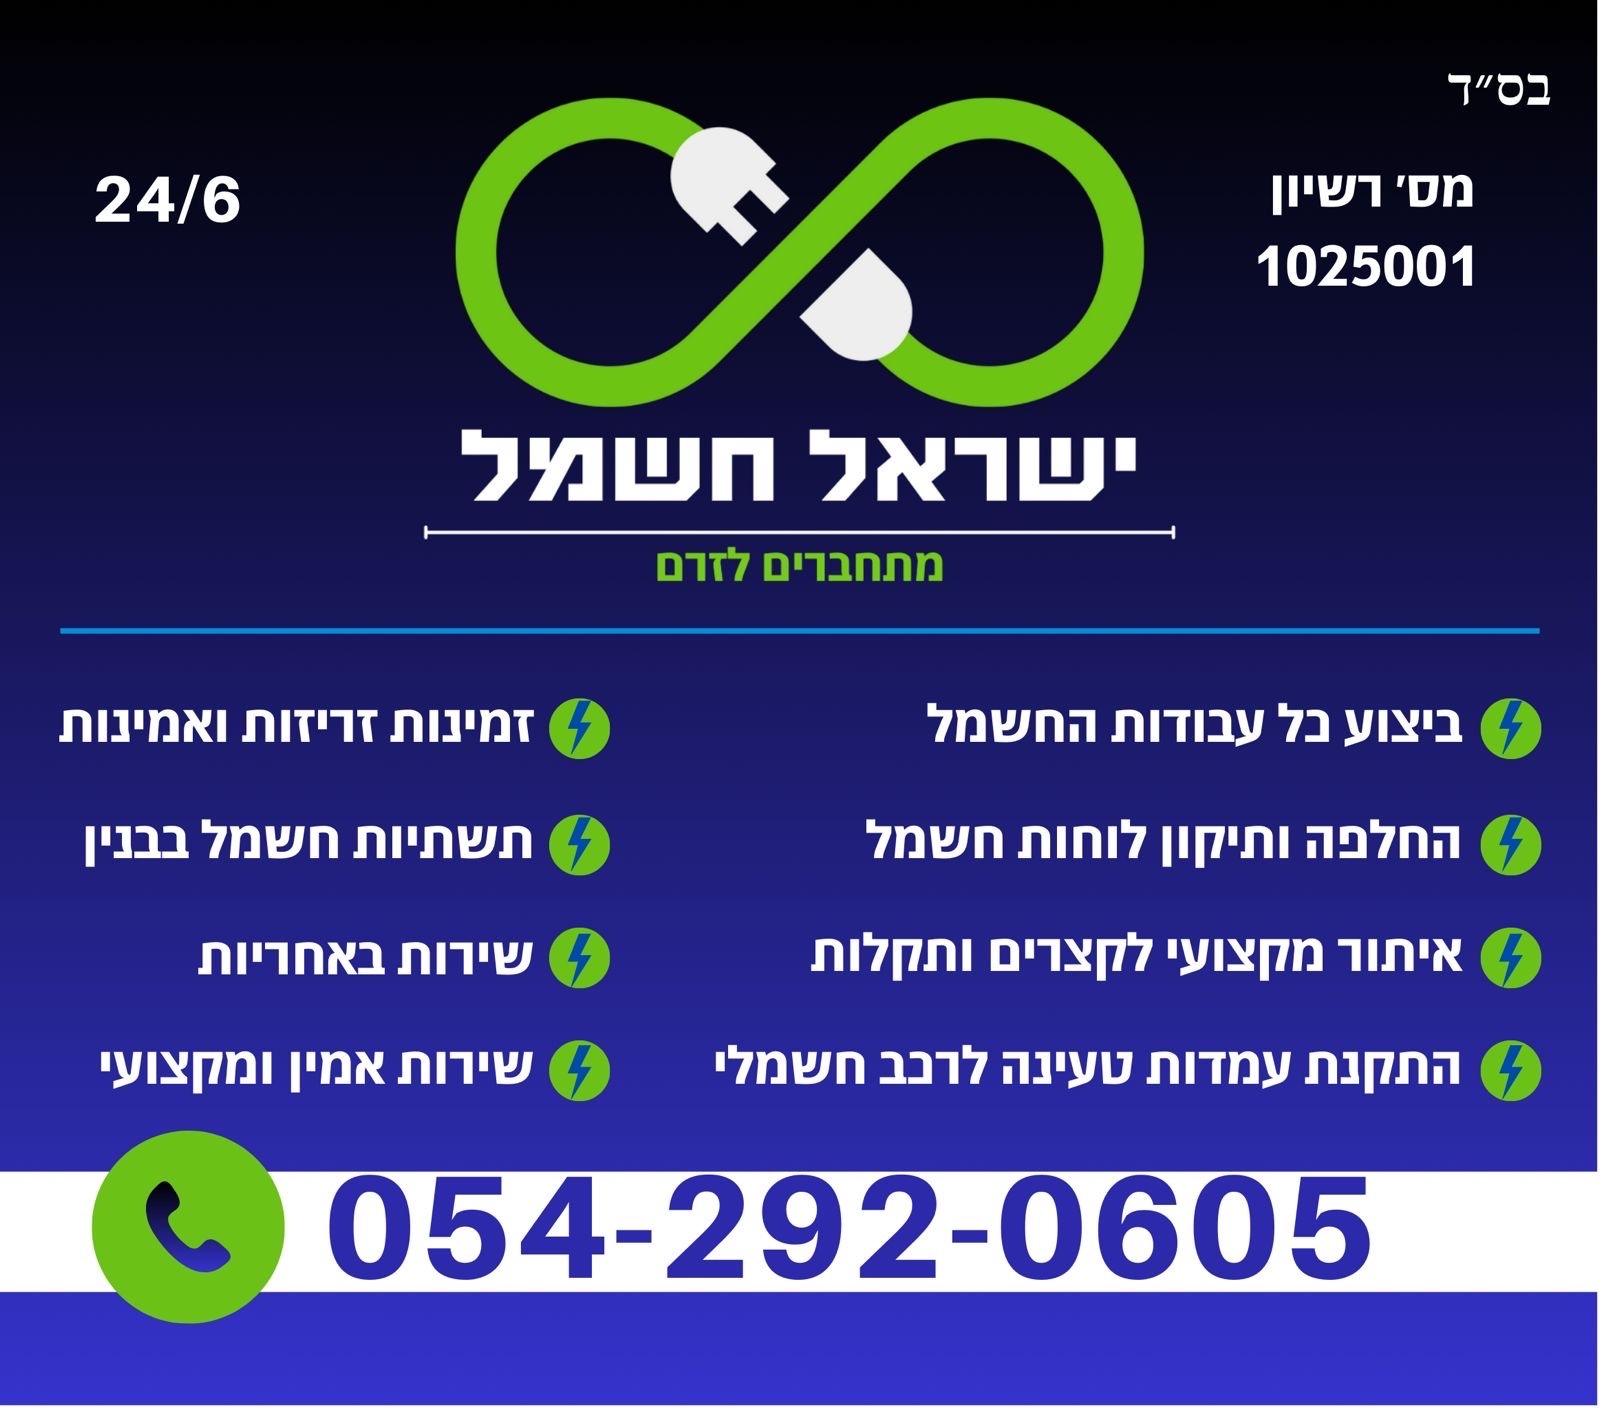 בס״ד
מס׳ רשיון
1025001
24/6
ישראל חשמל
מתחברים לזרם
ביצוע כל עבודות החשמל
החלפה ותיקון לוחות חשמל
איתור מקצועי לקצרים ותקלות
התקנת עמדות טעינה לרכב חשמלי
זמינות זריזות ואמינות
תשתיות חשמל בבנין
שירות באחריות
שירות אמין ומקצועי
054-292-0605